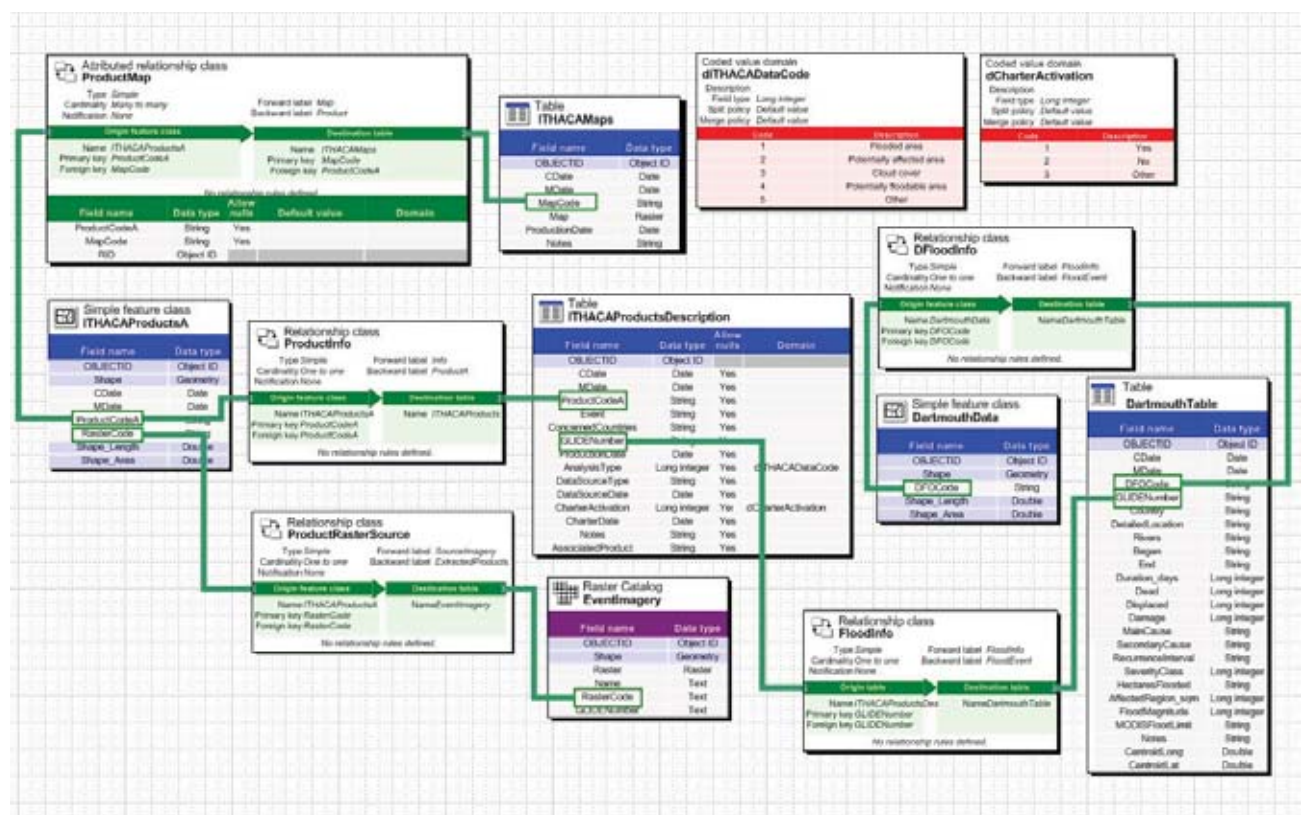 Attributed relationship class
ProductMap
Type Simple
Cardinality Many to many
Notification None
Forward label Map
Backward label Product
Origin feature class
Destination table
Name ITHACAProductsA
Primary key ProductCodeA
Foreign key MapCode
Name ITHACAMaps
Primary key MapCode
Foreign key ProductCodeA
No relationship rules defined.
Field name Data type Allow nulls Default value Domain
ProductCodeA String Yes
MapCode String Yes
RID Object ID
Table
ITHACAMaps
Field name Data type
OBJECTID Object ID
CDate Date
MDate Date
MapCode String
Map Raster
ProductionDate Date
Notes String
Coded value domain
dITHACADataCode
Description
Field type Long integer
Split policy Default value
Merge policy Default value
Code Description
1 Flooded area
2 Potentially affected area
3 Cloud cover
4 Potentially floodable area
5 Other
Coded value domain
dCharterActivation
Description
Field type Long integer
Split policy Default value
Merge policy Default value
Code Description
1 Yes
2 No
3 Other
Simple feature class
ITHACAProductsA
Field name Data type
OBJECTID Object ID
Shape Geometry
CDate Date
MDate Date
ProductCodeA String
RasterCode
Shape_Length Double
Shape_Area Double
Relationship class
ProductInfo
Type Simple
Cardinality One to one
Notification None
Forward label Info
Backward label ProductA
Origin feature class
Destination table
Name ITHACAProductsA
Primary key ProductCodeA
Foreign key ProductCodeA
Name ITHACAProducts
No relationship rules defined.
Table
ITHACAProductsDescription
Field name Data type Allow nulls Domain
OBJECTID Object ID
CDate Date Yes
MDate Date Yes
ProductCodeA String Yes
Event String Yes
ConcernedCountries String Yes
GLIDENumber String Yes
ProductionDate Date Yes
AnalysisType Long integer Yes dITHACADataCode
DataSourceType String Yes
DataSourceDate Date Yes
CharterActivation Long integer Yes dCharterActivation
CharterDate Date Yes
Notes String Yes
AssociatedProduct String Yes
Relationship class
DFloodInfo
Type Simple
Cardinality One to one
Notification None
Forward label FloodInfo
Backward label FloodEvent
Origin feature class
Destination table
Name DartmouthData
Primary key DFOCode
Foreign key DFOCode
Name Dartmouth Table
No relationship rules defined.
Simple feature class
DartmouthData
Field name Data type
OBJECTID Object ID
Shape Geometry
DFOCode String
Shape_Length Double
Shape_Area Double
Table
DartmouthTable
Field name Data type
OBJECTID Object ID
CDate Date
MDate Date
DFOCode String
GLIDENumber String
Country String
DetailedLocation String
Rivers String
Began String
End String
Duration_days Long integer
Dead Long integer
Displaced Long integer
Damage Long integer
MainCause String
SecondaryCause String
RecurrenceInterval String
SeverityClass Long integer
HectaresFlooded String
AffectedRegion_sqm Long integer
FloodMagnitude Long integer
MODISFloodLimit String
Notes String
CentroidLong Double
CentroidLat Double
Relationship class
ProductRasterSource
Type Simple
Cardinality One to one
Notification None
Forward label SourceImagery
Backward label ExtractedProducts
Origin feature class
Destination table
Name ITHACAProductsA
Primary key RasterCode
Foreign key RasterCode
Name EventImagery
No relationship rules defined.
Raster Catalog
EventImagery
Field name Data type
OBJECTID Object ID
Shape Geometry
Raster Raster
Name Text
RasterCode Text
GLIDENumber Text
Relationship class
FloodInfo
Type Simple
Cardinality One to one
Notification None
Forward label FloodInfo
Backward label FloodEvent
Origin table
Destination table
Name ITHACAProductsDes
Primary key GLIDENumber
Foreign key GLIDENumber
Name DartmouthTable
No relationship rules defined.